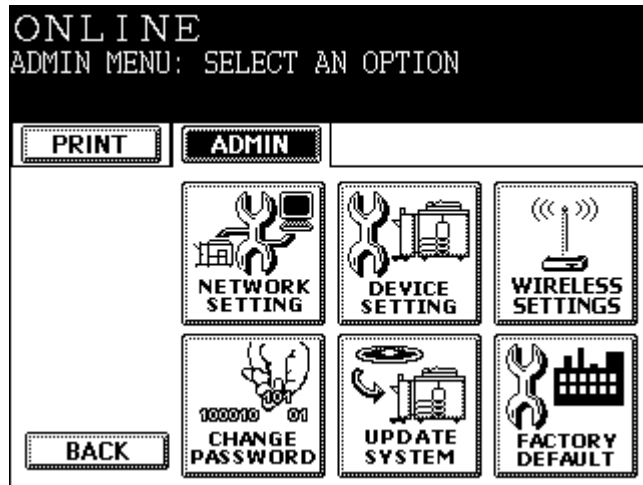 ONLINE
ADMIN MENU: SELECT AN OPTION
PRINT
ADMIN
NETWORK
SETTING
DEVICE
SETTING
WIRELESS
SETTINGS
101
100010 01
CHANGE
PASSWORD
UPDATE
SYSTEM
FACTORY
DEFAULT
BACK